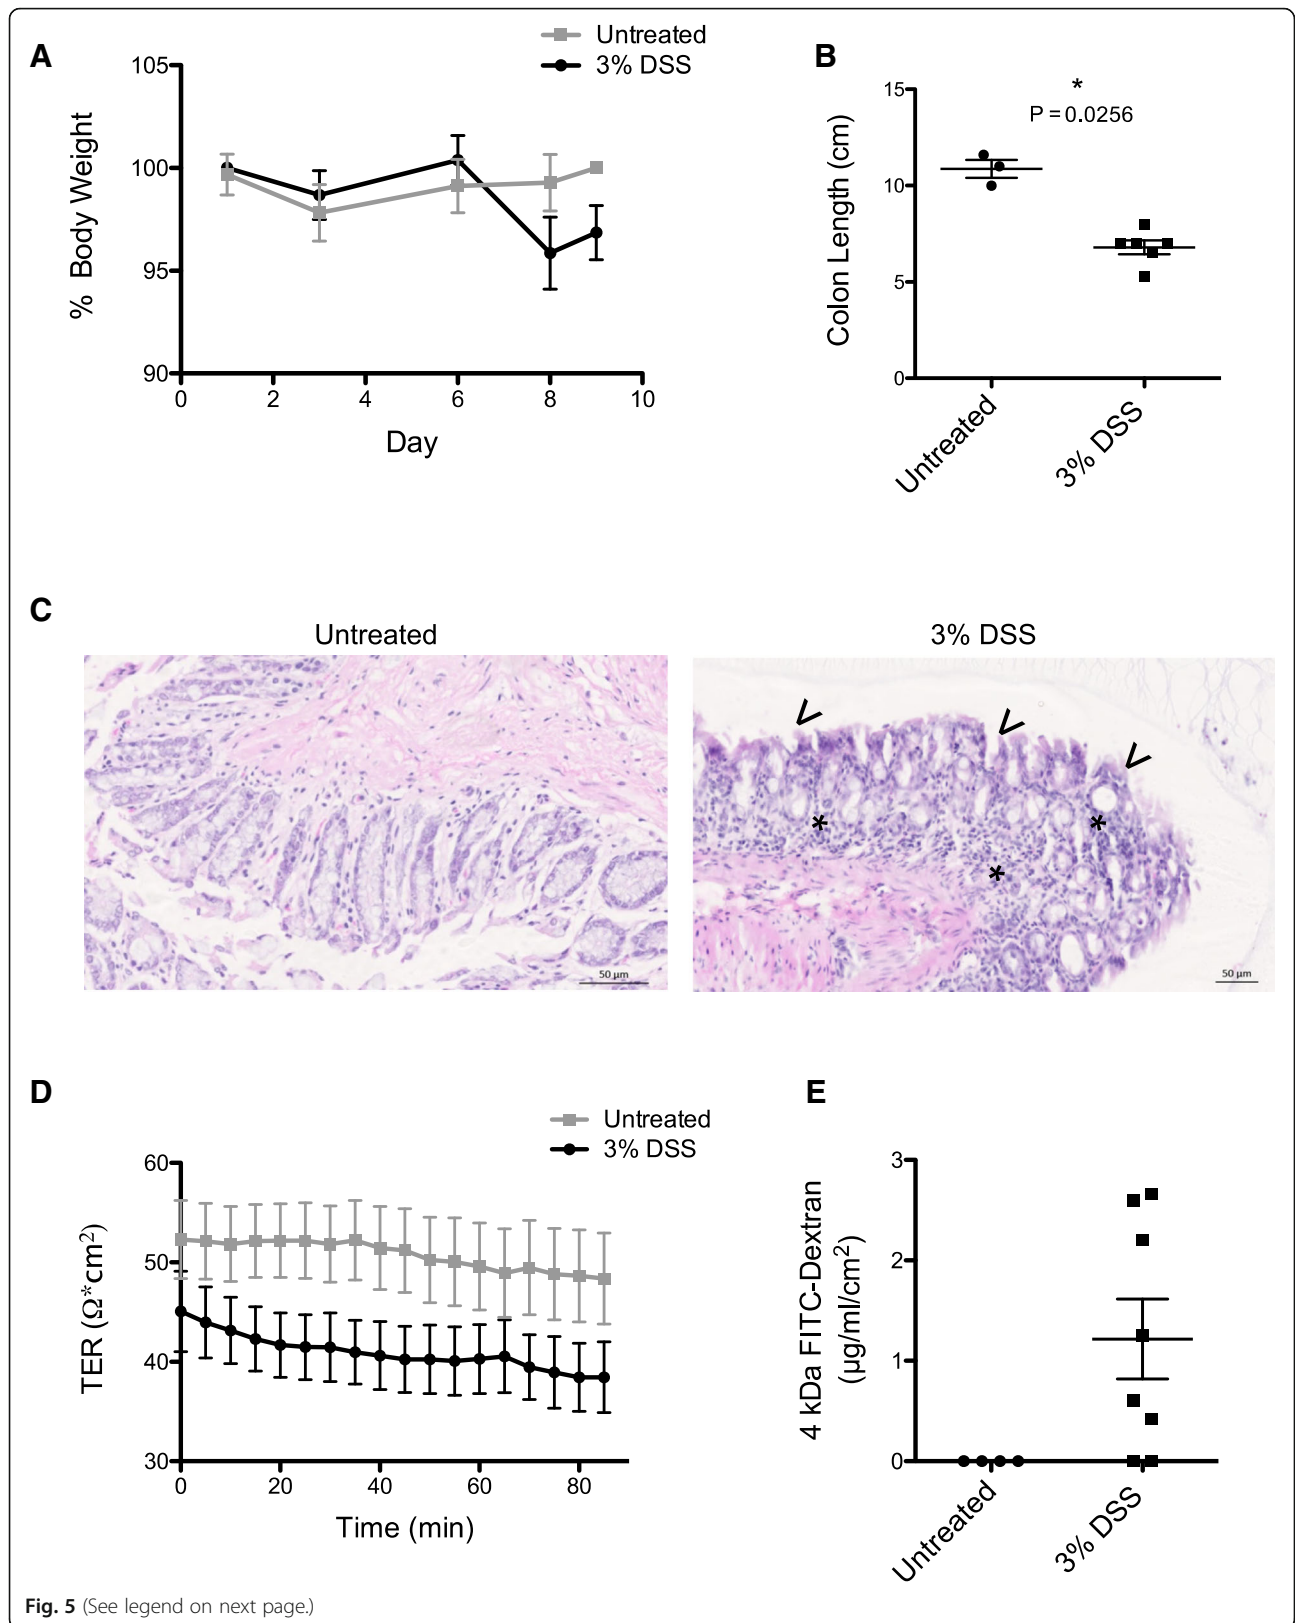 A
Untreated
3% DSS
105
100
95
90
% Body Weight
0 2 4 6 8 10
Day
B
*
P = 0.0256
15
10
5
0
Colon Length (cm)
Untreated
3% DSS
C
Untreated
3% DSS
* * *
50 µm
50 µm
D
Untreated
3% DSS
60
50
40
30
TER (Ω*cm²)
0 20 40 60 80
Time (min)
E
3
2
1
0
4 kDa FITC-Dextran
(µg/ml/cm²)
Untreated
3% DSS
Fig. 5 (See legend on next page.)